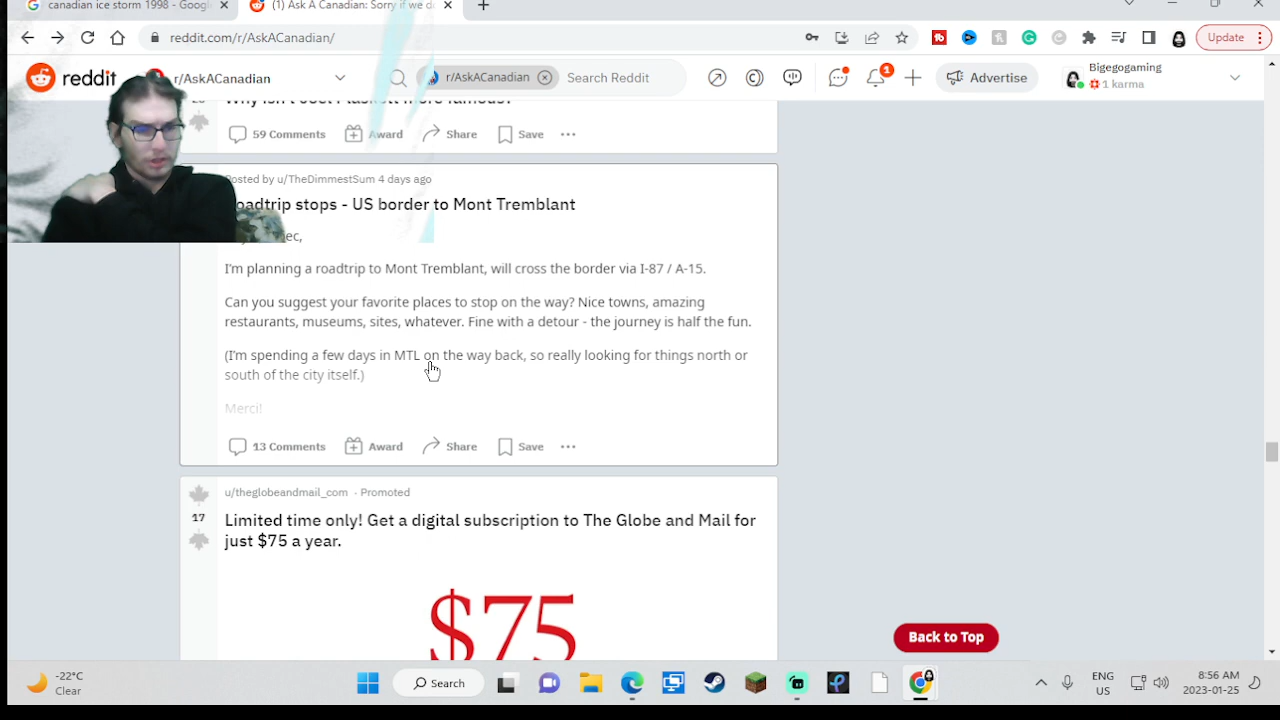 canadian ice storm 1998 - Googl
(1) Ask A Canadian: Sorry if we d
reddit.com/r/AskACanadian/
Update
reddit
r/AskACanadian
r/AskACanadian
Search Reddit
1
Advertise
Bigegogaming
1 karma
59 Comments
Award
Share
Save
Posted by u/TheDimmestSum 4 days ago
oadtrip stops - US border to Mont Tremblant
ec,
I'm planning a roadtrip to Mont Tremblant, will cross the border via I-87 / A-15.
Can you suggest your favorite places to stop on the way? Nice towns, amazing
restaurants, museums, sites, whatever. Fine with a detour - the journey is half the fun.
(I'm spending a few days in MTL on the way back, so really looking for things north or
south of the city itself.)
Merci!
13 Comments
Award
Share
Save
u/theglobeandmail_com · Promoted
17
Limited time only! Get a digital subscription to The Globe and Mail for
just $75 a year.
$75
Back to Top
-22°C
Clear
Search
ENG
US
8:56 AM
2023-01-25